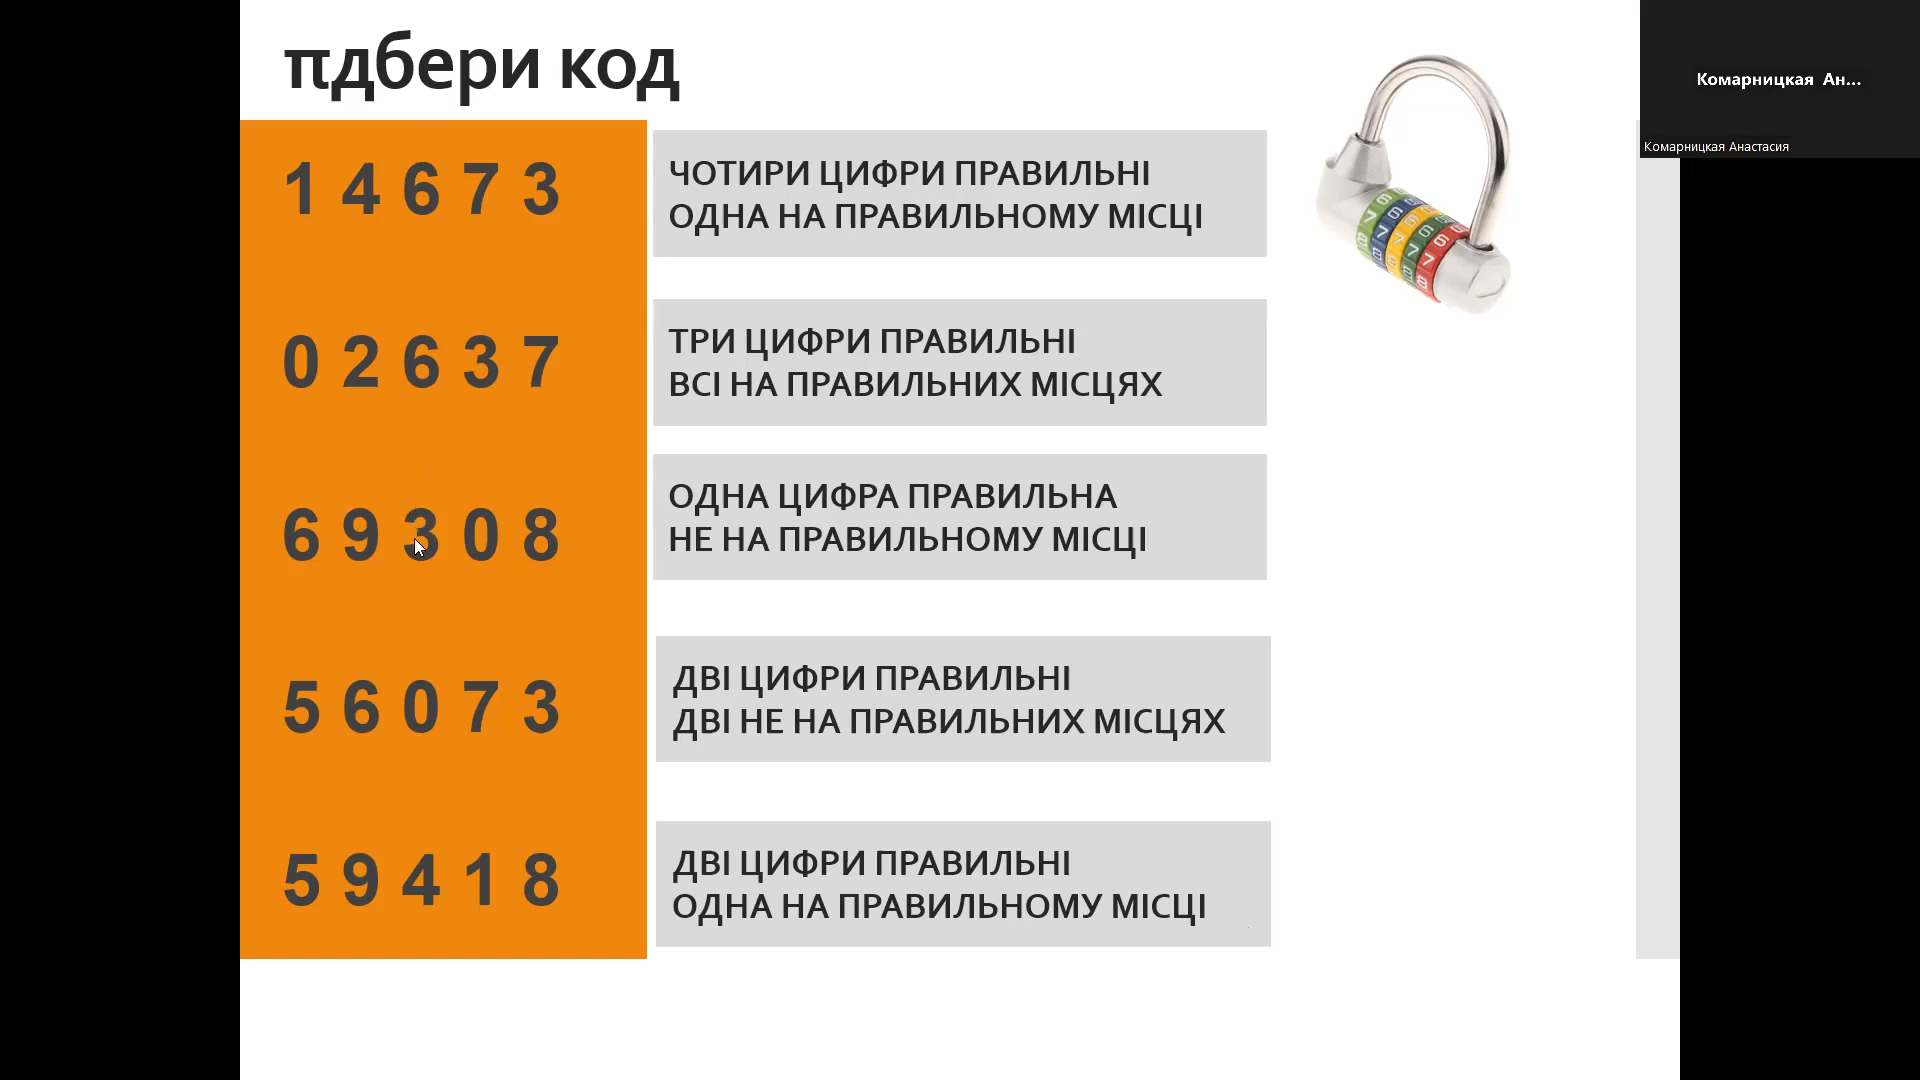 πдбери код
1 4 6 7 3
ЧОТИРИ ЦИФРИ ПРАВИЛЬНІ
ОДНА НА ПРАВИЛЬНОМУ МІСЦІ
0 2 6 3 7
ТРИ ЦИФРИ ПРАВИЛЬНІ
ВСІ НА ПРАВИЛЬНИХ МІСЦЯХ
6 9 3 0 8
ОДНА ЦИФРА ПРАВИЛЬНА
НЕ НА ПРАВИЛЬНОМУ МІСЦІ
5 6 0 7 3
ДВІ ЦИФРИ ПРАВИЛЬНІ
ДВІ НЕ НА ПРАВИЛЬНИХ МІСЦЯХ
5 9 4 1 8
ДВІ ЦИФРИ ПРАВИЛЬНІ
ОДНА НА ПРАВИЛЬНОМУ МІСЦІ
Комарницкая Ан...
Комарницкая Анастасия